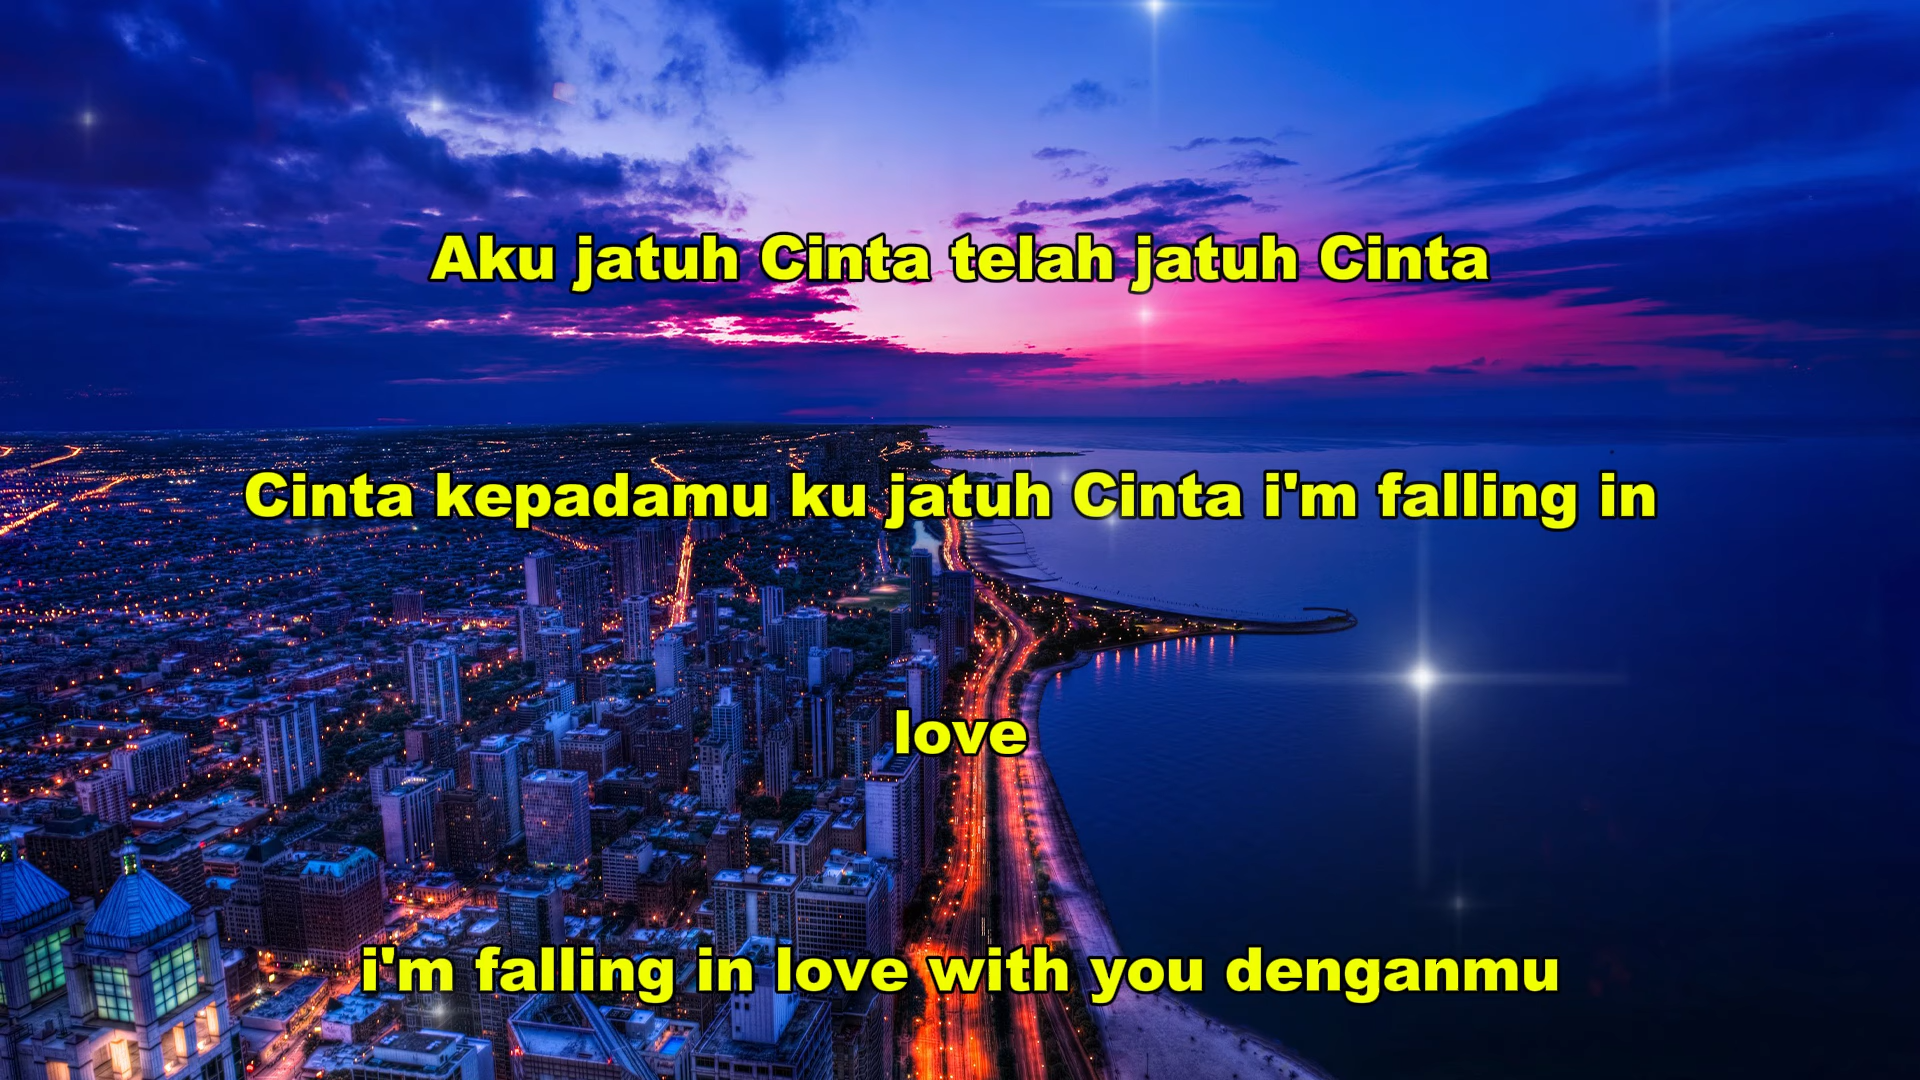 Aku jatuh Cinta telah jatuh Cinta
Cinta kepadamu ku jatuh Cinta i'm falling in
love
i'm falling in love with you denganmu